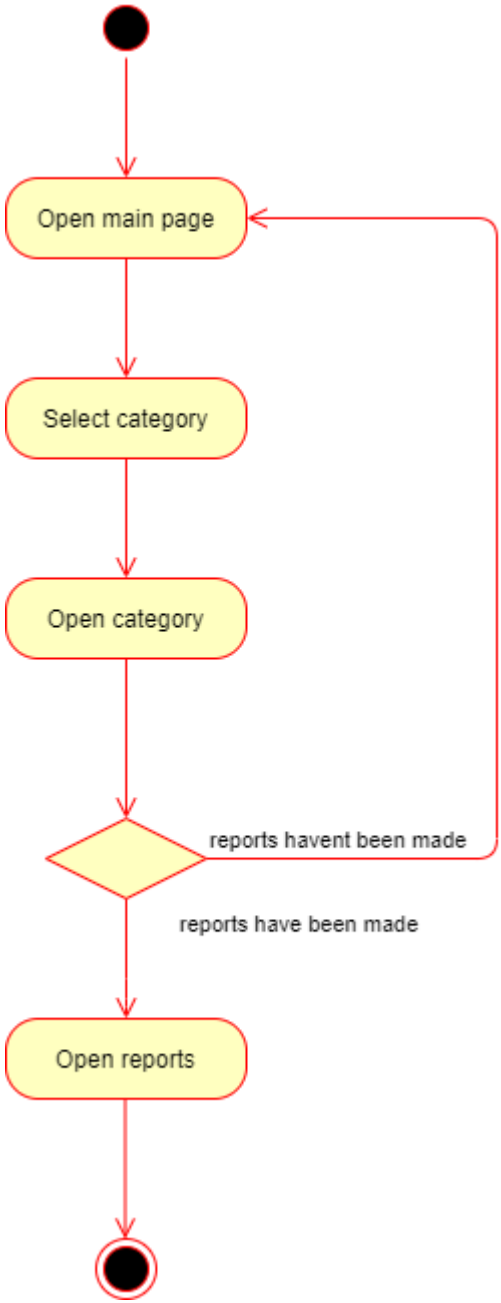 Open main page
Select category
Open category
reports havent been made
reports have been made
Open reports